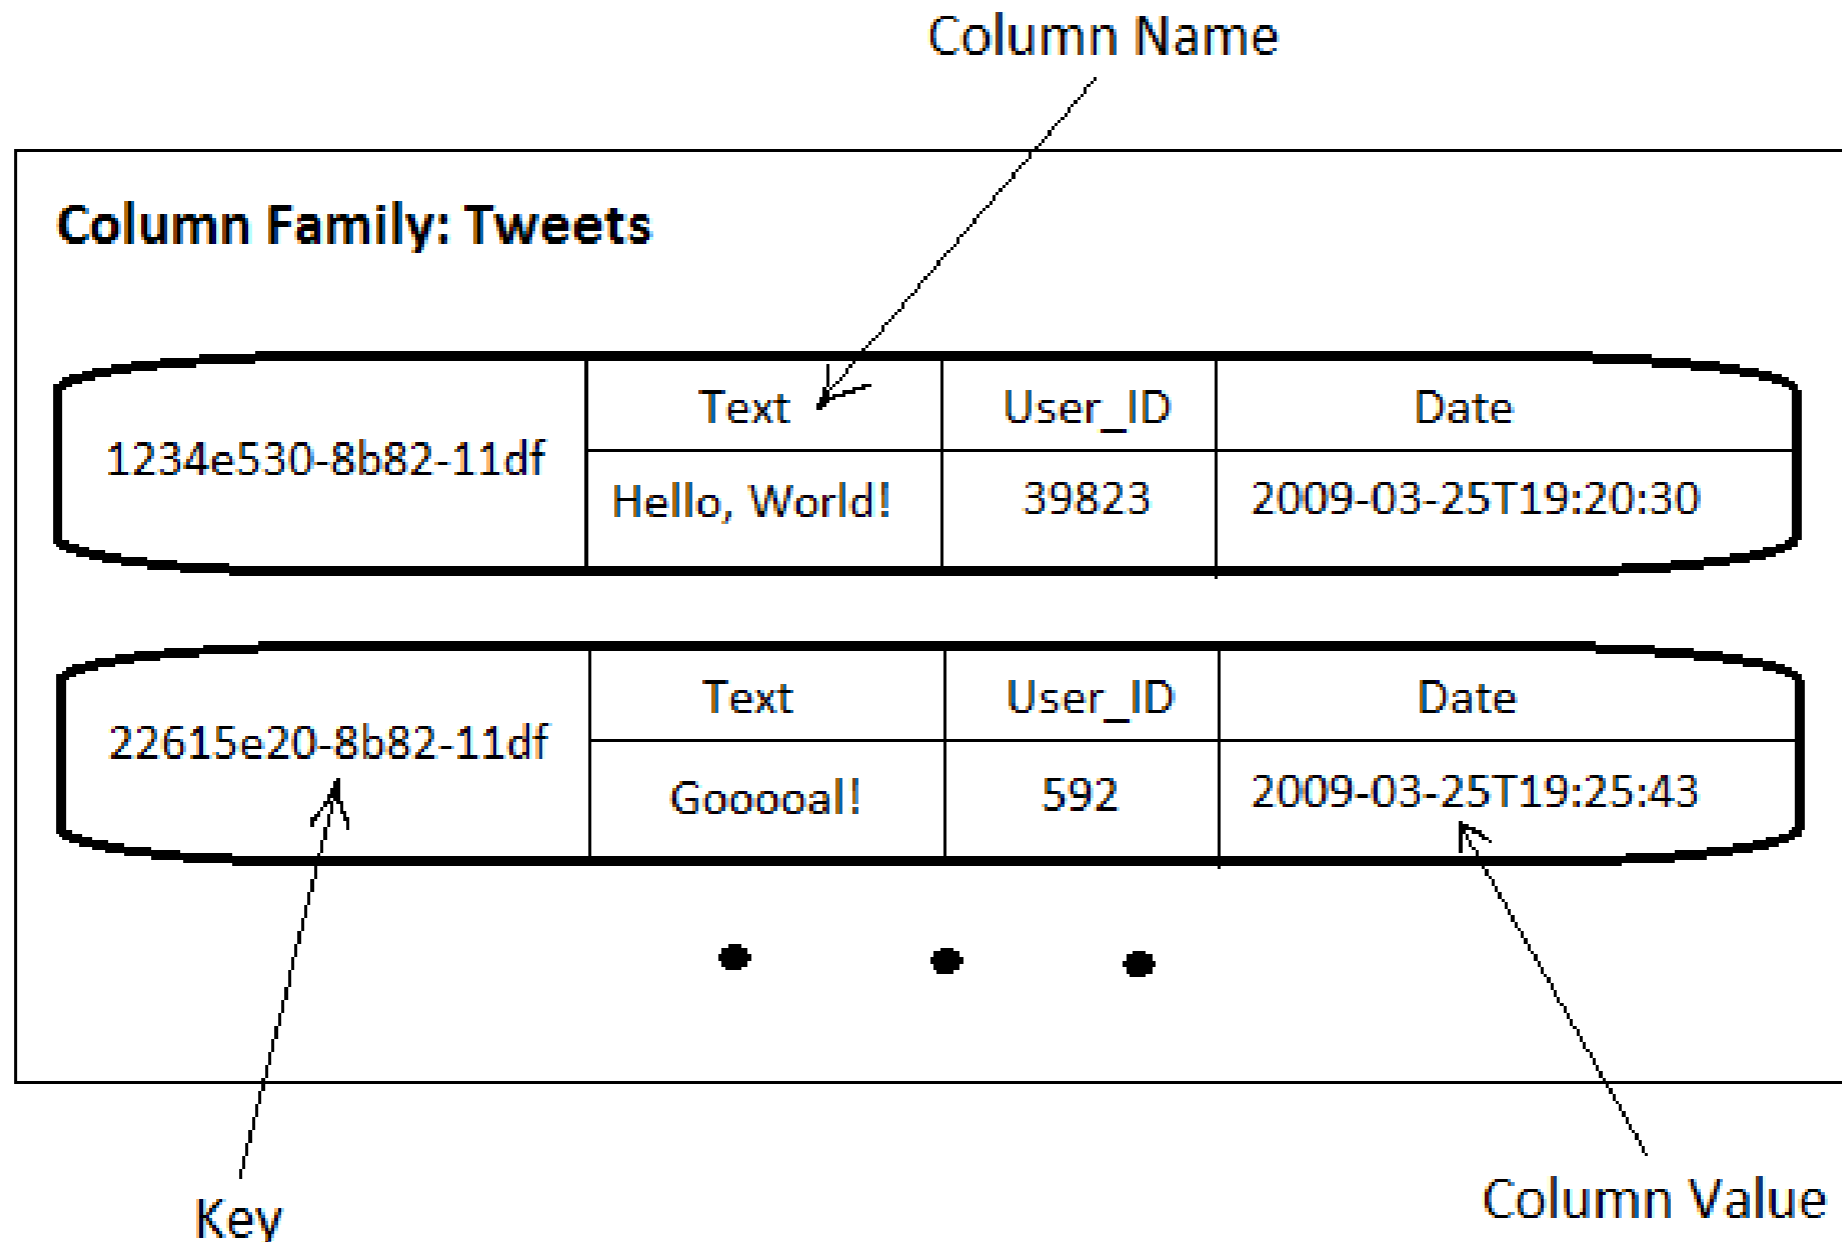 Column Name
Column Family: Tweets
Text User_ID Date
1234e530-8b82-11df
Hello, World! 39823 2009-03-25T19:20:30
Text User_ID Date
22615e20-8b82-11df
Gooooal! 592 2009-03-25T19:25:43
Key
Column Value